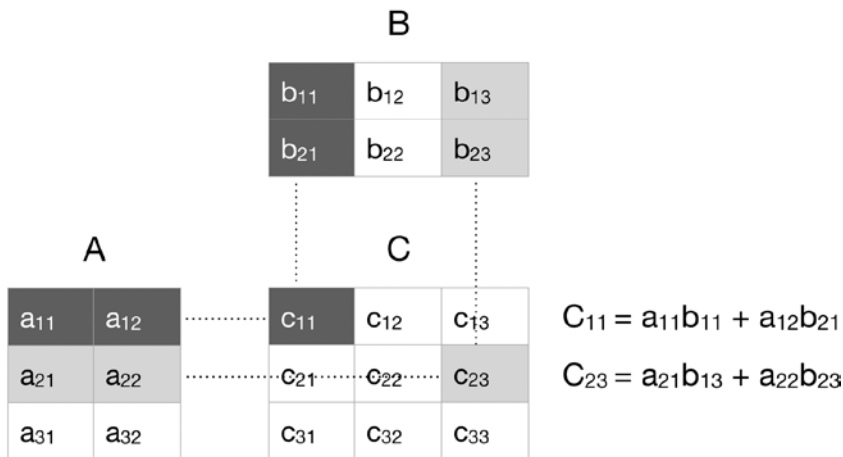 B
b₁₁ b₁₂ b₁₃
b₂₁ b₂₂ b₂₃
A C
a₁₁ a₁₂ c₁₁ c₁₂ c₁₃ C₁₁ = a₁₁b₁₁ + a₁₂b₂₁
a₂₁ a₂₂ c₂₁ c₂₂ c₂₃ C₂₃ = a₂₁b₁₃ + a₂₂b₂₃
a₃₁ a₃₂ c₃₁ c₃₂ c₃₃